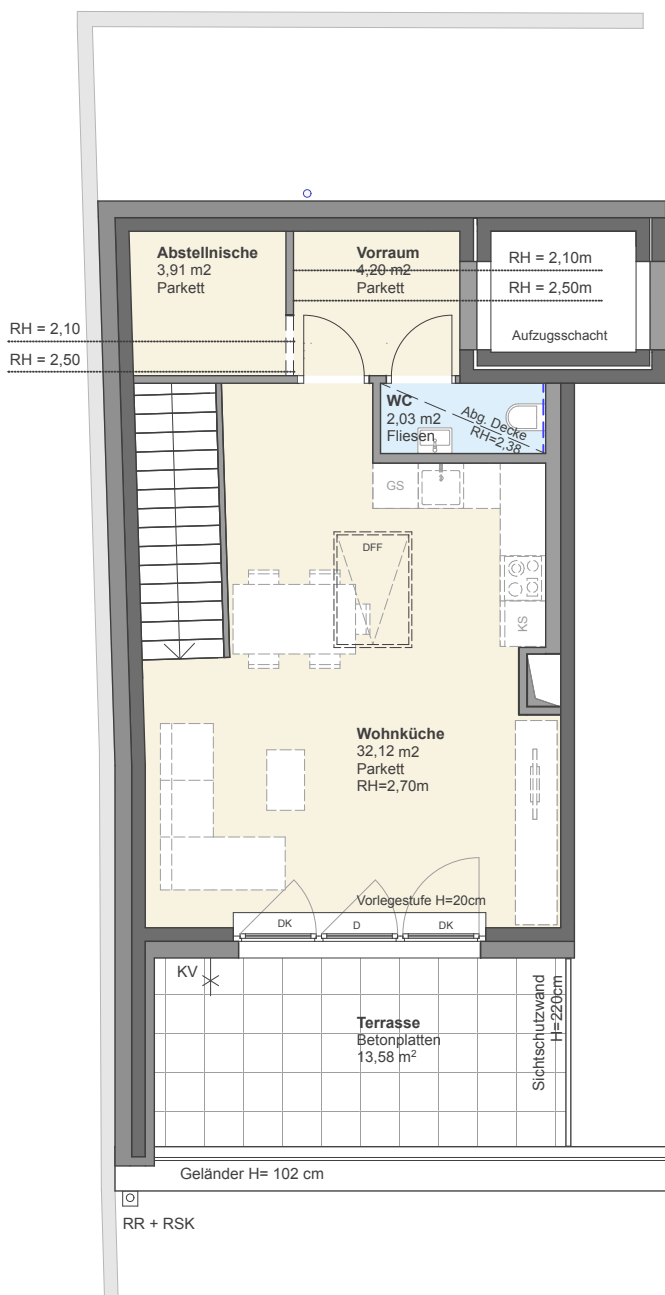 Abstellnische
3,91 m2
Parkett
Vorraum
4,20 m2
Parkett
RH = 2,10m
RH = 2,50m
Aufzugsschacht
RH = 2,10
RH = 2,50
WC
2,03 m2
Fliesen
Abg. Decke
RH=2,38
GS
DFF
KS
Wohnküche
32,12 m2
Parkett
RH=2,70m
Vorlegestufe H=20cm
DK
D
DK
KV
Terrasse
Betonplatten
13,58 m²
Sichtschutzwand
H=220cm
Geländer H= 102 cm
RR + RSK